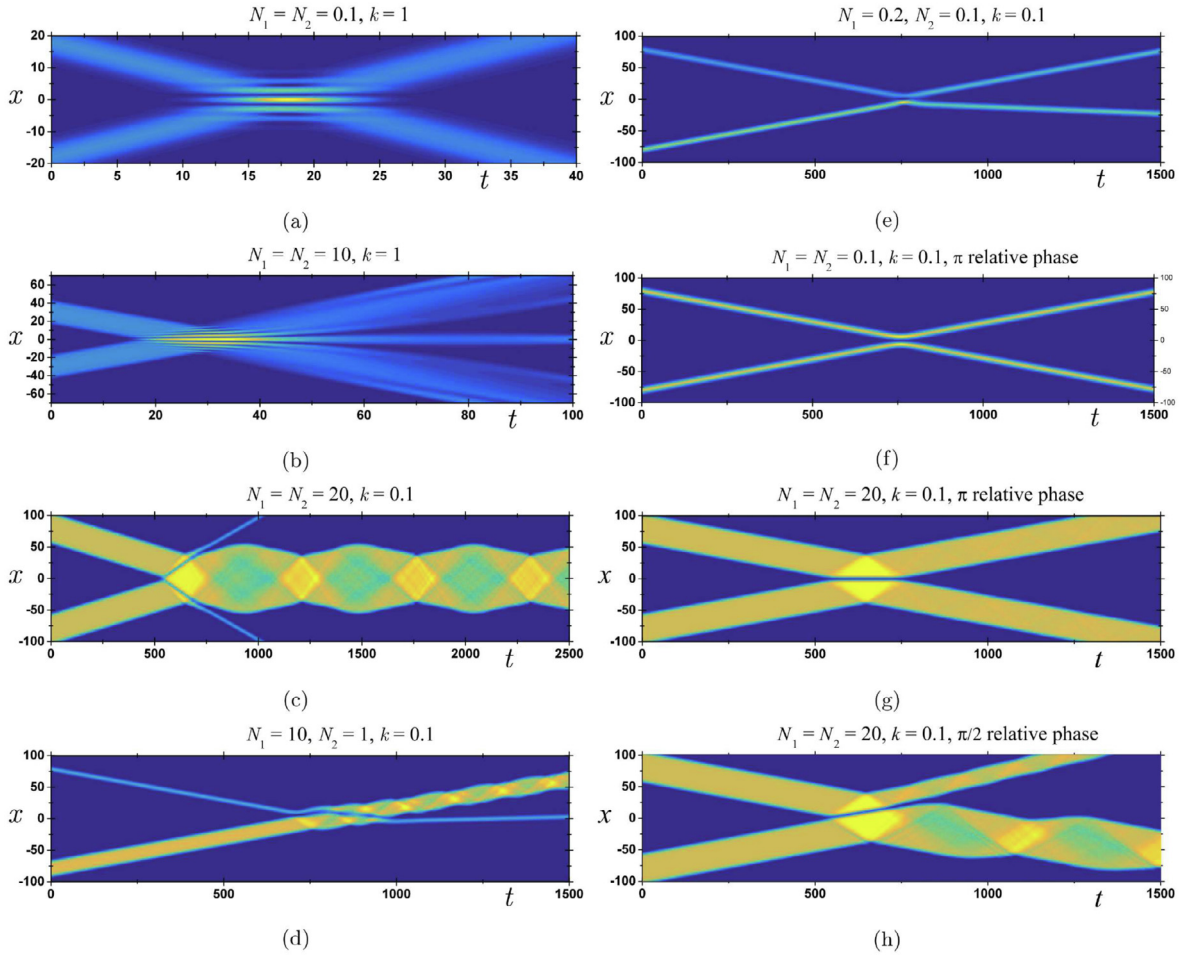 N₁ = N₂ = 0.1, k = 1
20
10
x 0
-10
-20
0 5 10 15 20 25 30 35 40
t
(a)
N₁ = N₂ = 10, k = 1
60
40
20
x 0
-20
-40
-60
20 40 60 80 100
t
(b)
N₁ = N₂ = 20, k = 0.1
100
50
x 0
-50
-100
0 500 1000 1500 2000 2500
t
(c)
N₁ = 10, N₂ = 1, k = 0.1
100
50
x 0
-50
-100
0 500 1000 1500
t
(d)
N₁ = 0.2, N₂ = 0.1, k = 0.1
100
50
x 0
-50
-100
0 500 1000 1500
t
(e)
N₁ = N₂ = 0.1, k = 0.1, π relative phase
100 100
50 50
x 0 0
-50 -50
-100 -100
0 500 1000 1500
t
(f)
N₁ = N₂ = 20, k = 0.1, π relative phase
100
50
x 0
-50
-100
0 500 1000 1500
t
(g)
N₁ = N₂ = 20, k = 0.1, π/2 relative phase
100
50
x 0
-50
-100
0 500 1000 1500
t
(h)